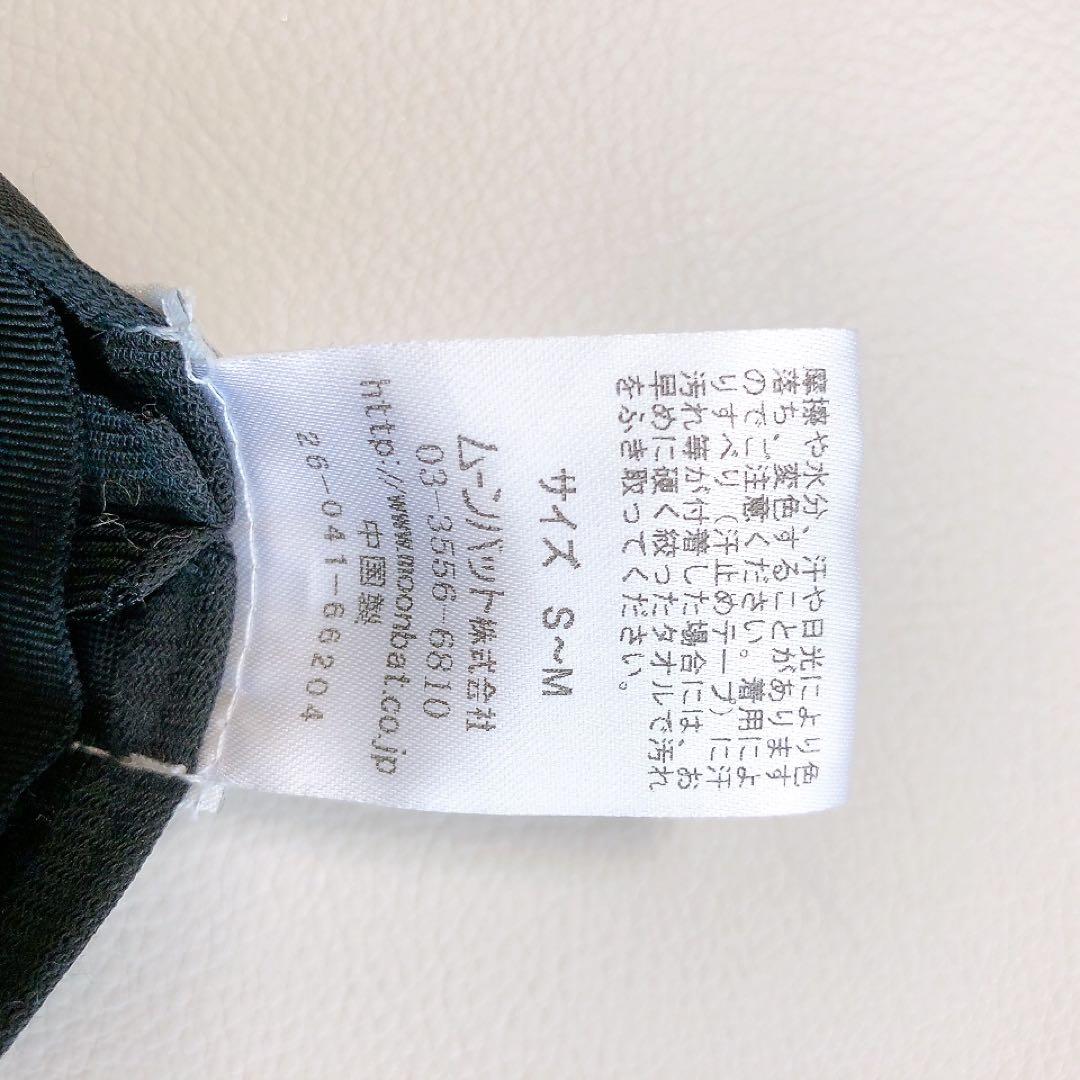 摩擦や水分、汗や日光により色
落ち、変色することがあります
のでご注意ください。着用によ
りすべり（汗止めテープ）に汗
汚れ等が付着した場合には、お
早めに硬く絞ったタオルで汚れ
をふき取ってください。
サイズ S~M
ムーンバット株式会社
03-3556-6810
http://www.moonbat.co.jp
中国製
26-041-66204